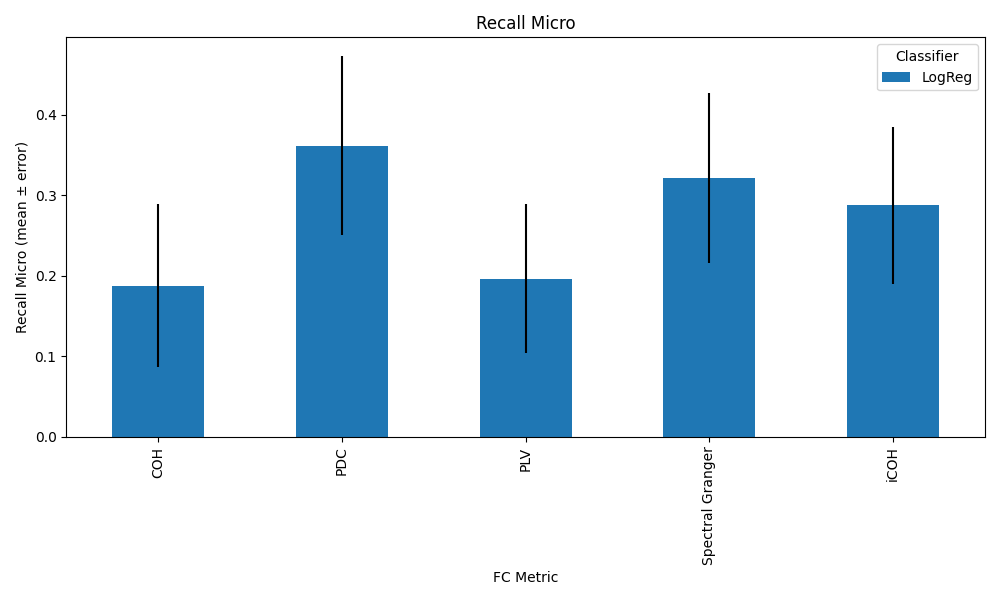 Recall Micro
Classifier
LogReg
Recall Micro (mean ± error)
0.4
0.3
0.2
0.1
0.0
COH
PDC
PLV
Spectral Granger
iCOH
FC Metric